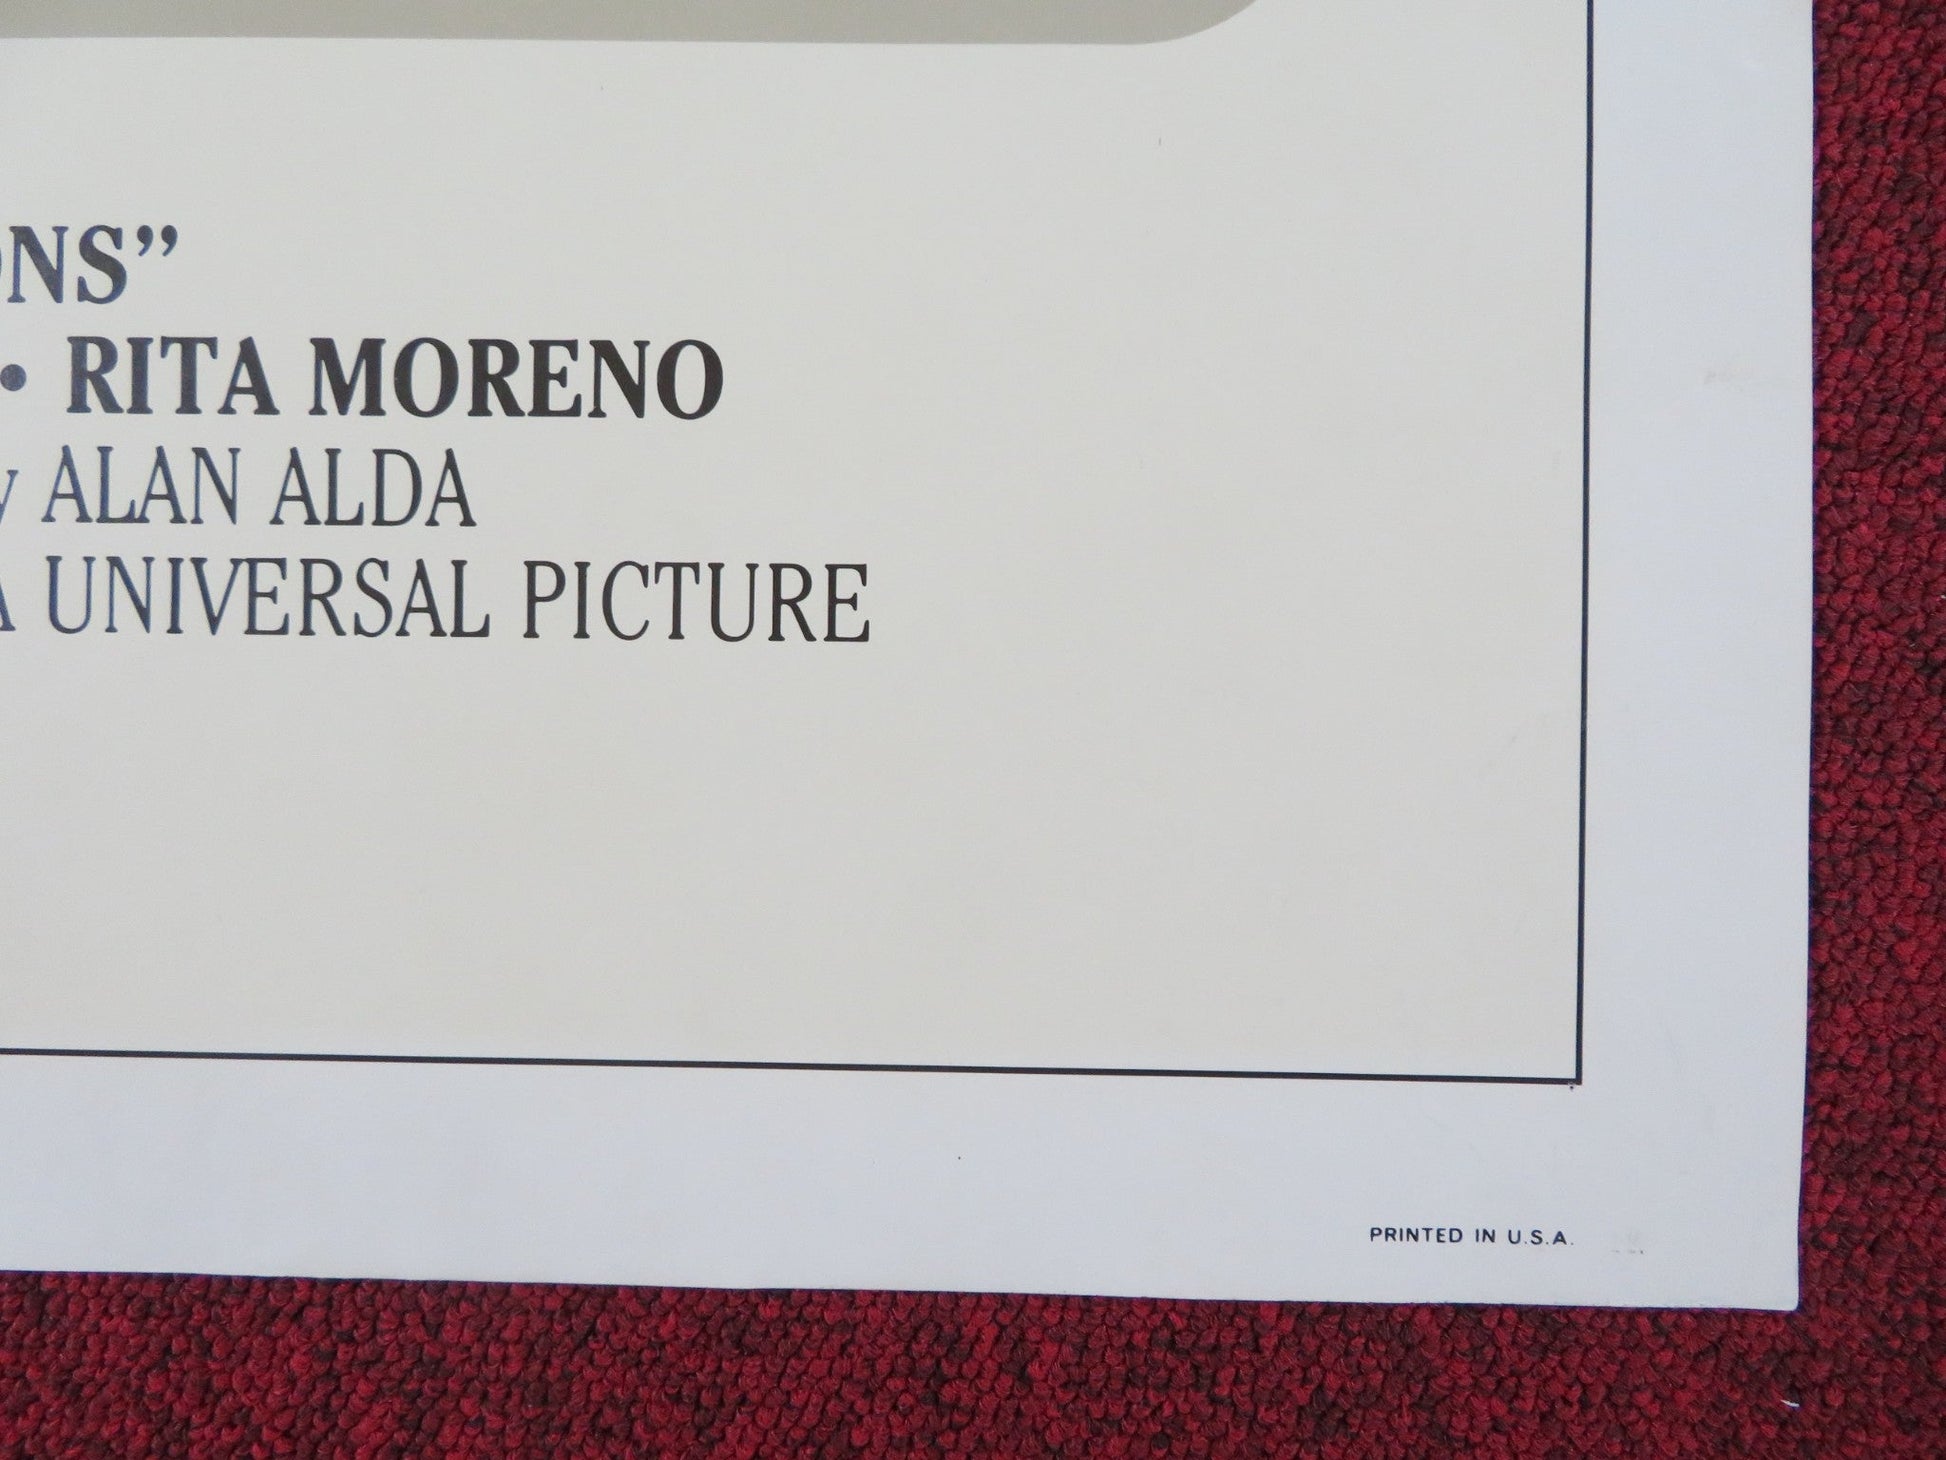 ONS”
• RITA MORENO
y ALAN ALDA
A UNIVERSAL PICTURE
PRINTED IN U.S.A.